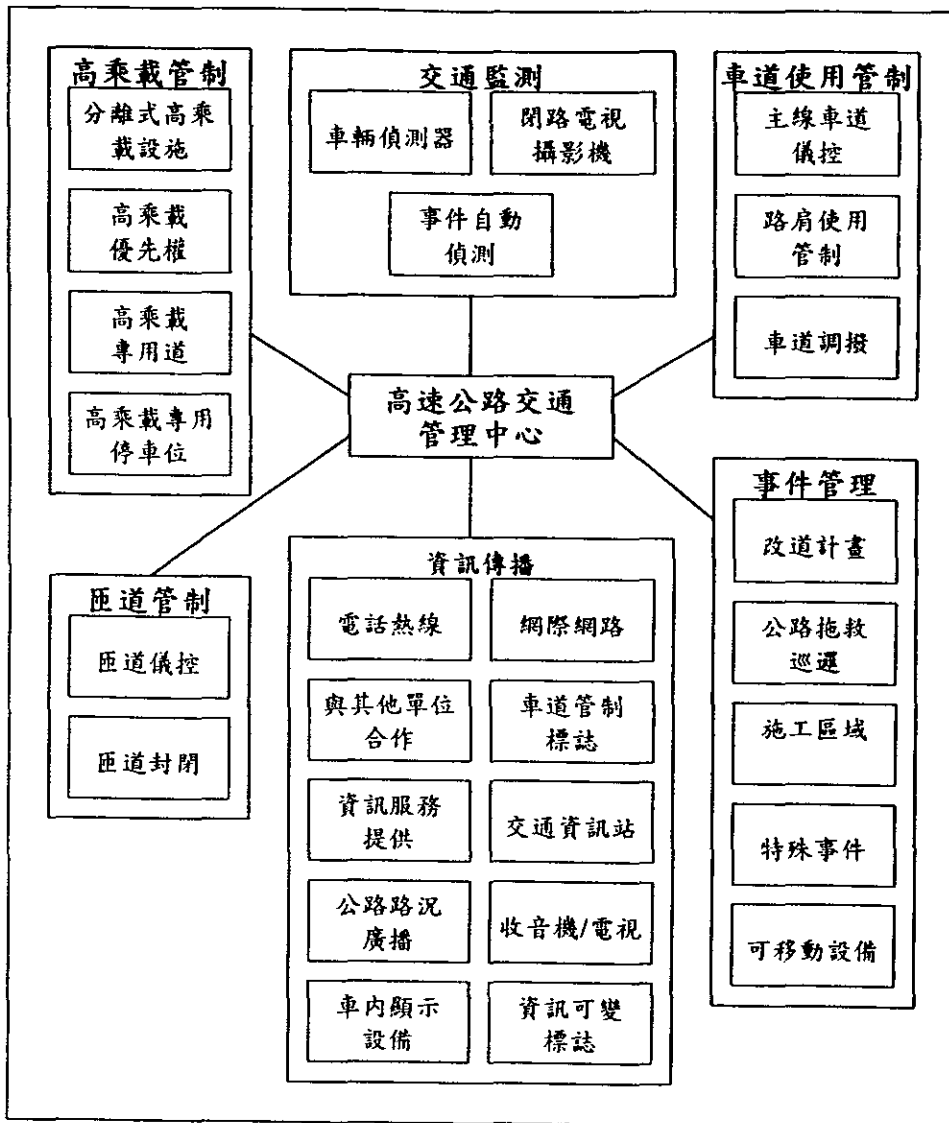 高乘載管制
分離式高乘
載設施
高乘載
優先權
高乘載
專用道
高乘載專用
停車位
交通監測
車輛偵測器
閉路電視
攝影機
事件自動
偵測
車道使用管制
主線車道
儀控
路肩使用
管制
車道調撥
高速公路交通
管理中心
匝道管制
匝道儀控
匝道封閉
資訊傳播
電話熱線
網際網路
與其他單位
合作
車道管制
標誌
資訊服務
提供
交通資訊站
公路路況
廣播
收音機/電視
車內顯示
設備
資訊可變
標誌
事件管理
改道計畫
公路拖救
巡邏
施工區域
特殊事件
可移動設備